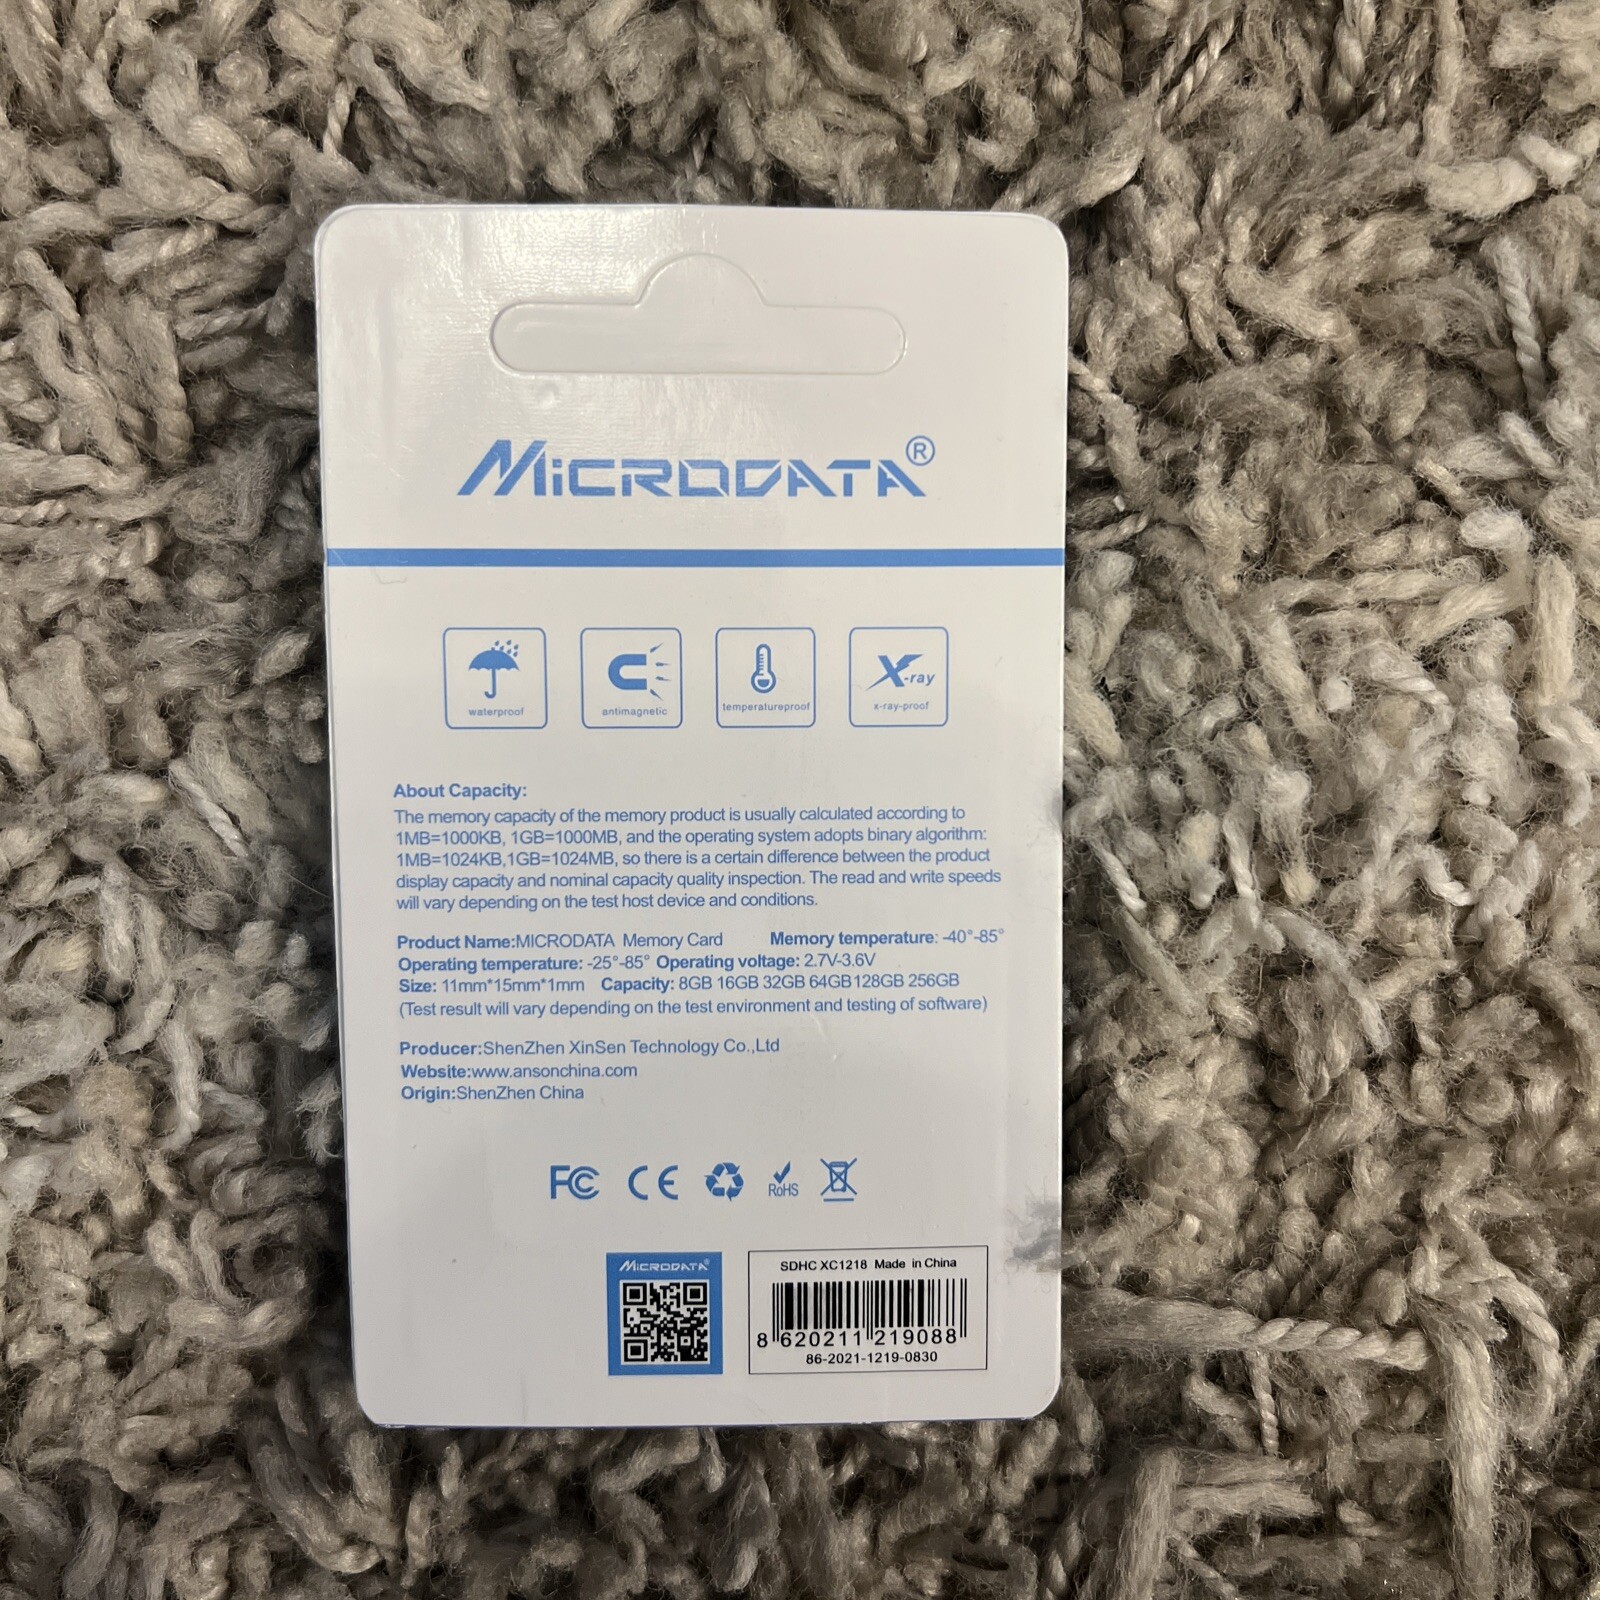 MICRODATA®
waterproof
antimagnetic
temperatureproof
X-ray
x-ray-proof
About Capacity:
The memory capacity of the memory product is usually calculated according to
1MB=1000KB, 1GB=1000MB, and the operating system adopts binary algorithm:
1MB=1024KB,1GB=1024MB, so there is a certain difference between the product
display capacity and nominal capacity quality inspection. The read and write speeds
will vary depending on the test host device and conditions.
Product Name:MICRODATA Memory Card Memory temperature: -40°-85°
Operating temperature: -25°-85° Operating voltage: 2.7V-3.6V
Size: 11mm*15mm*1mm Capacity: 8GB 16GB 32GB 64GB 128GB 256GB
(Test result will vary depending on the test environment and testing of software)
Producer:ShenZhen XinSen Technology Co.,Ltd
Website:www.ansonchina.com
Origin:ShenZhen China
FC CE RoHS
MICRODATA®
SDHC XC1218 Made in China
8 620211 219088
86-2021-1219-0830